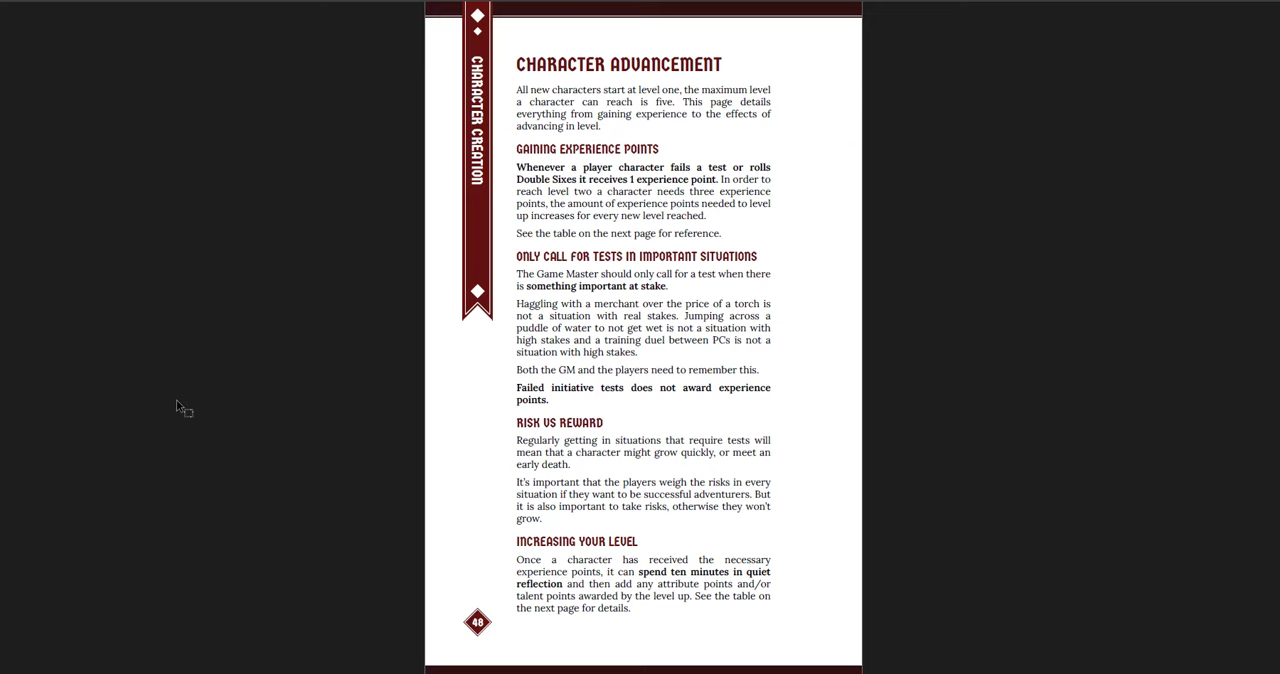 CHARACTER CREATION
CHARACTER ADVANCEMENT
All new characters start at level one, the maximum level
a character can reach is five. This page details
everything from gaining experience to the effects of
advancing in level.
GAINING EXPERIENCE POINTS
Whenever a player character fails a test or rolls
Double Sixes it receives 1 experience point. In order to
reach level two a character needs three experience
points, the amount of experience points needed to level
up increases for every new level reached.
See the table on the next page for reference.
ONLY CALL FOR TESTS IN IMPORTANT SITUATIONS
The Game Master should only call for a test when there
is something important at stake.
Haggling with a merchant over the price of a torch is
not a situation with real stakes. Jumping across a
puddle of water to not get wet is not a situation with
high stakes and a training duel between PCs is not a
situation with high stakes.
Both the GM and the players need to remember this.
Failed initiative tests does not award experience
points.
RISK VS REWARD
Regularly getting in situations that require tests will
mean that a character might grow quickly, or meet an
early death.
It's important that the players weigh the risks in every
situation if they want to be successful adventurers. But
it is also important to take risks, otherwise they won't
grow.
INCREASING YOUR LEVEL
Once a character has received the necessary
experience points, it can spend ten minutes in quiet
reflection and then add any attribute points and/or
talent points awarded by the level up. See the table on
the next page for details.
48